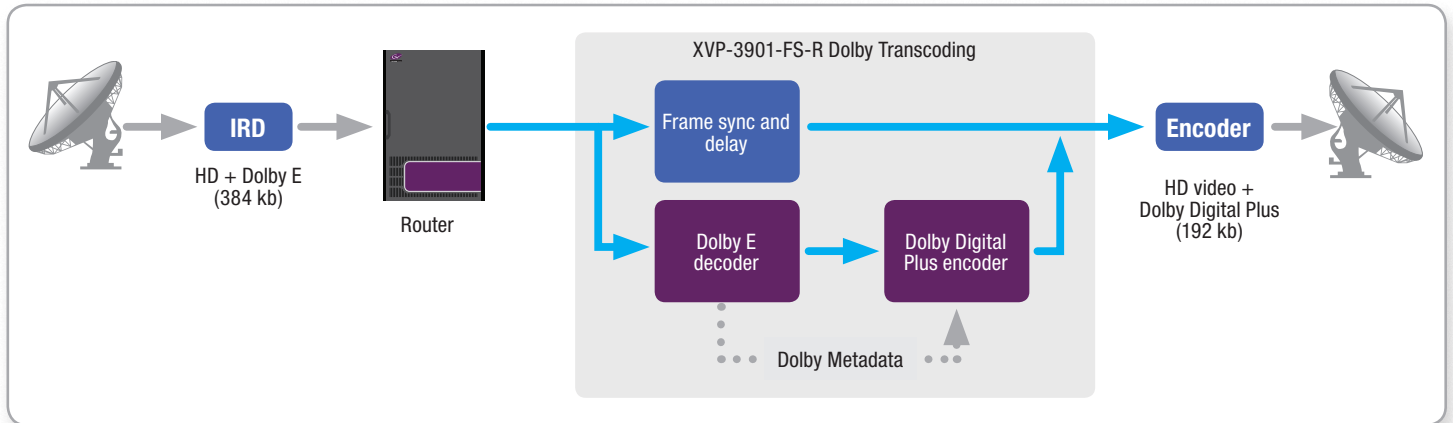 XVP-3901-FS-R Dolby Transcoding
IRD
HD + Dolby E
(384 kb)
Router
Frame sync and
delay
Dolby E
decoder
Dolby Digital
Plus encoder
Dolby Metadata
Encoder
HD video +
Dolby Digital Plus
(192 kb)